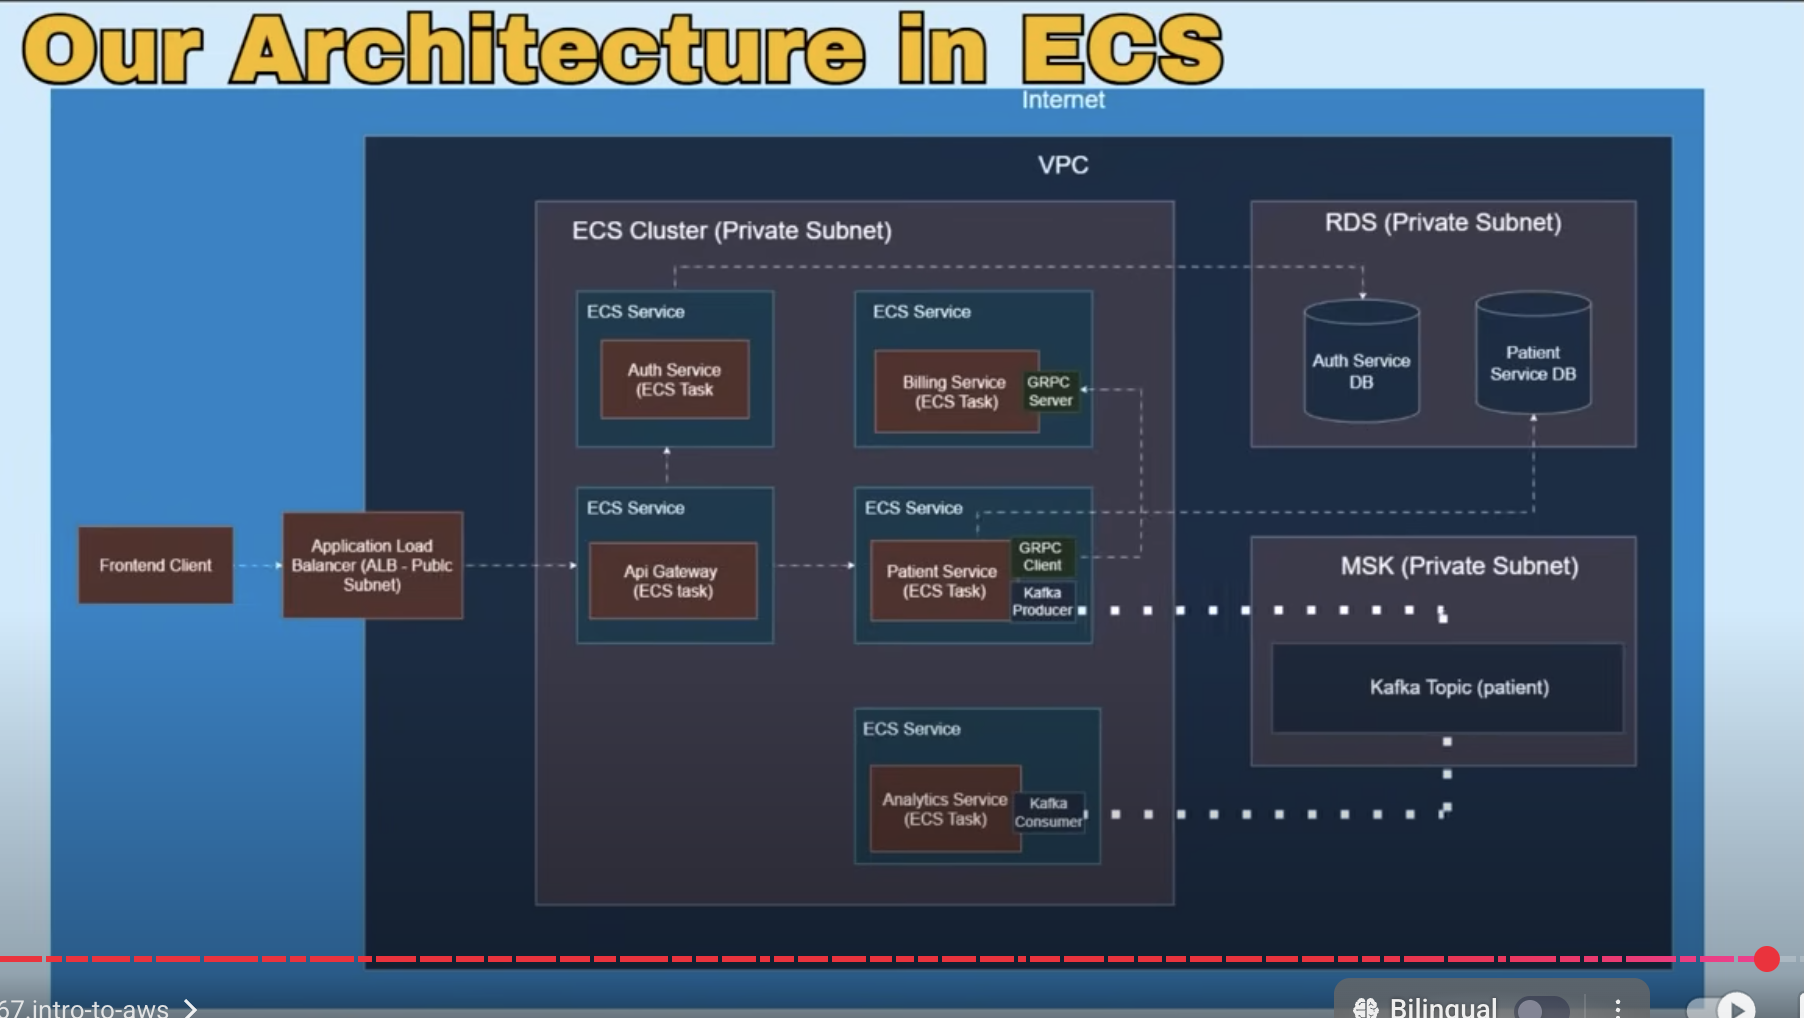 Our Architecture in ECS
Internet
VPC
ECS Cluster (Private Subnet)
RDS (Private Subnet)
ECS Service
Auth Service
(ECS Task
ECS Service
Billing Service
(ECS Task)
GRPC
Server
Auth Service
DB
Patient
Service DB
Frontend Client
Application Load
Balancer (ALB - Publc
Subnet)
ECS Service
Api Gateway
(ECS task)
ECS Service
Patient Service
(ECS Task)
GRPC
Client
Kafka
Producer
MSK (Private Subnet)
Kafka Topic (patient)
ECS Service
Analytics Service
(ECS Task)
Kafka
Consumer
67.intro-to-aws
Bilingual